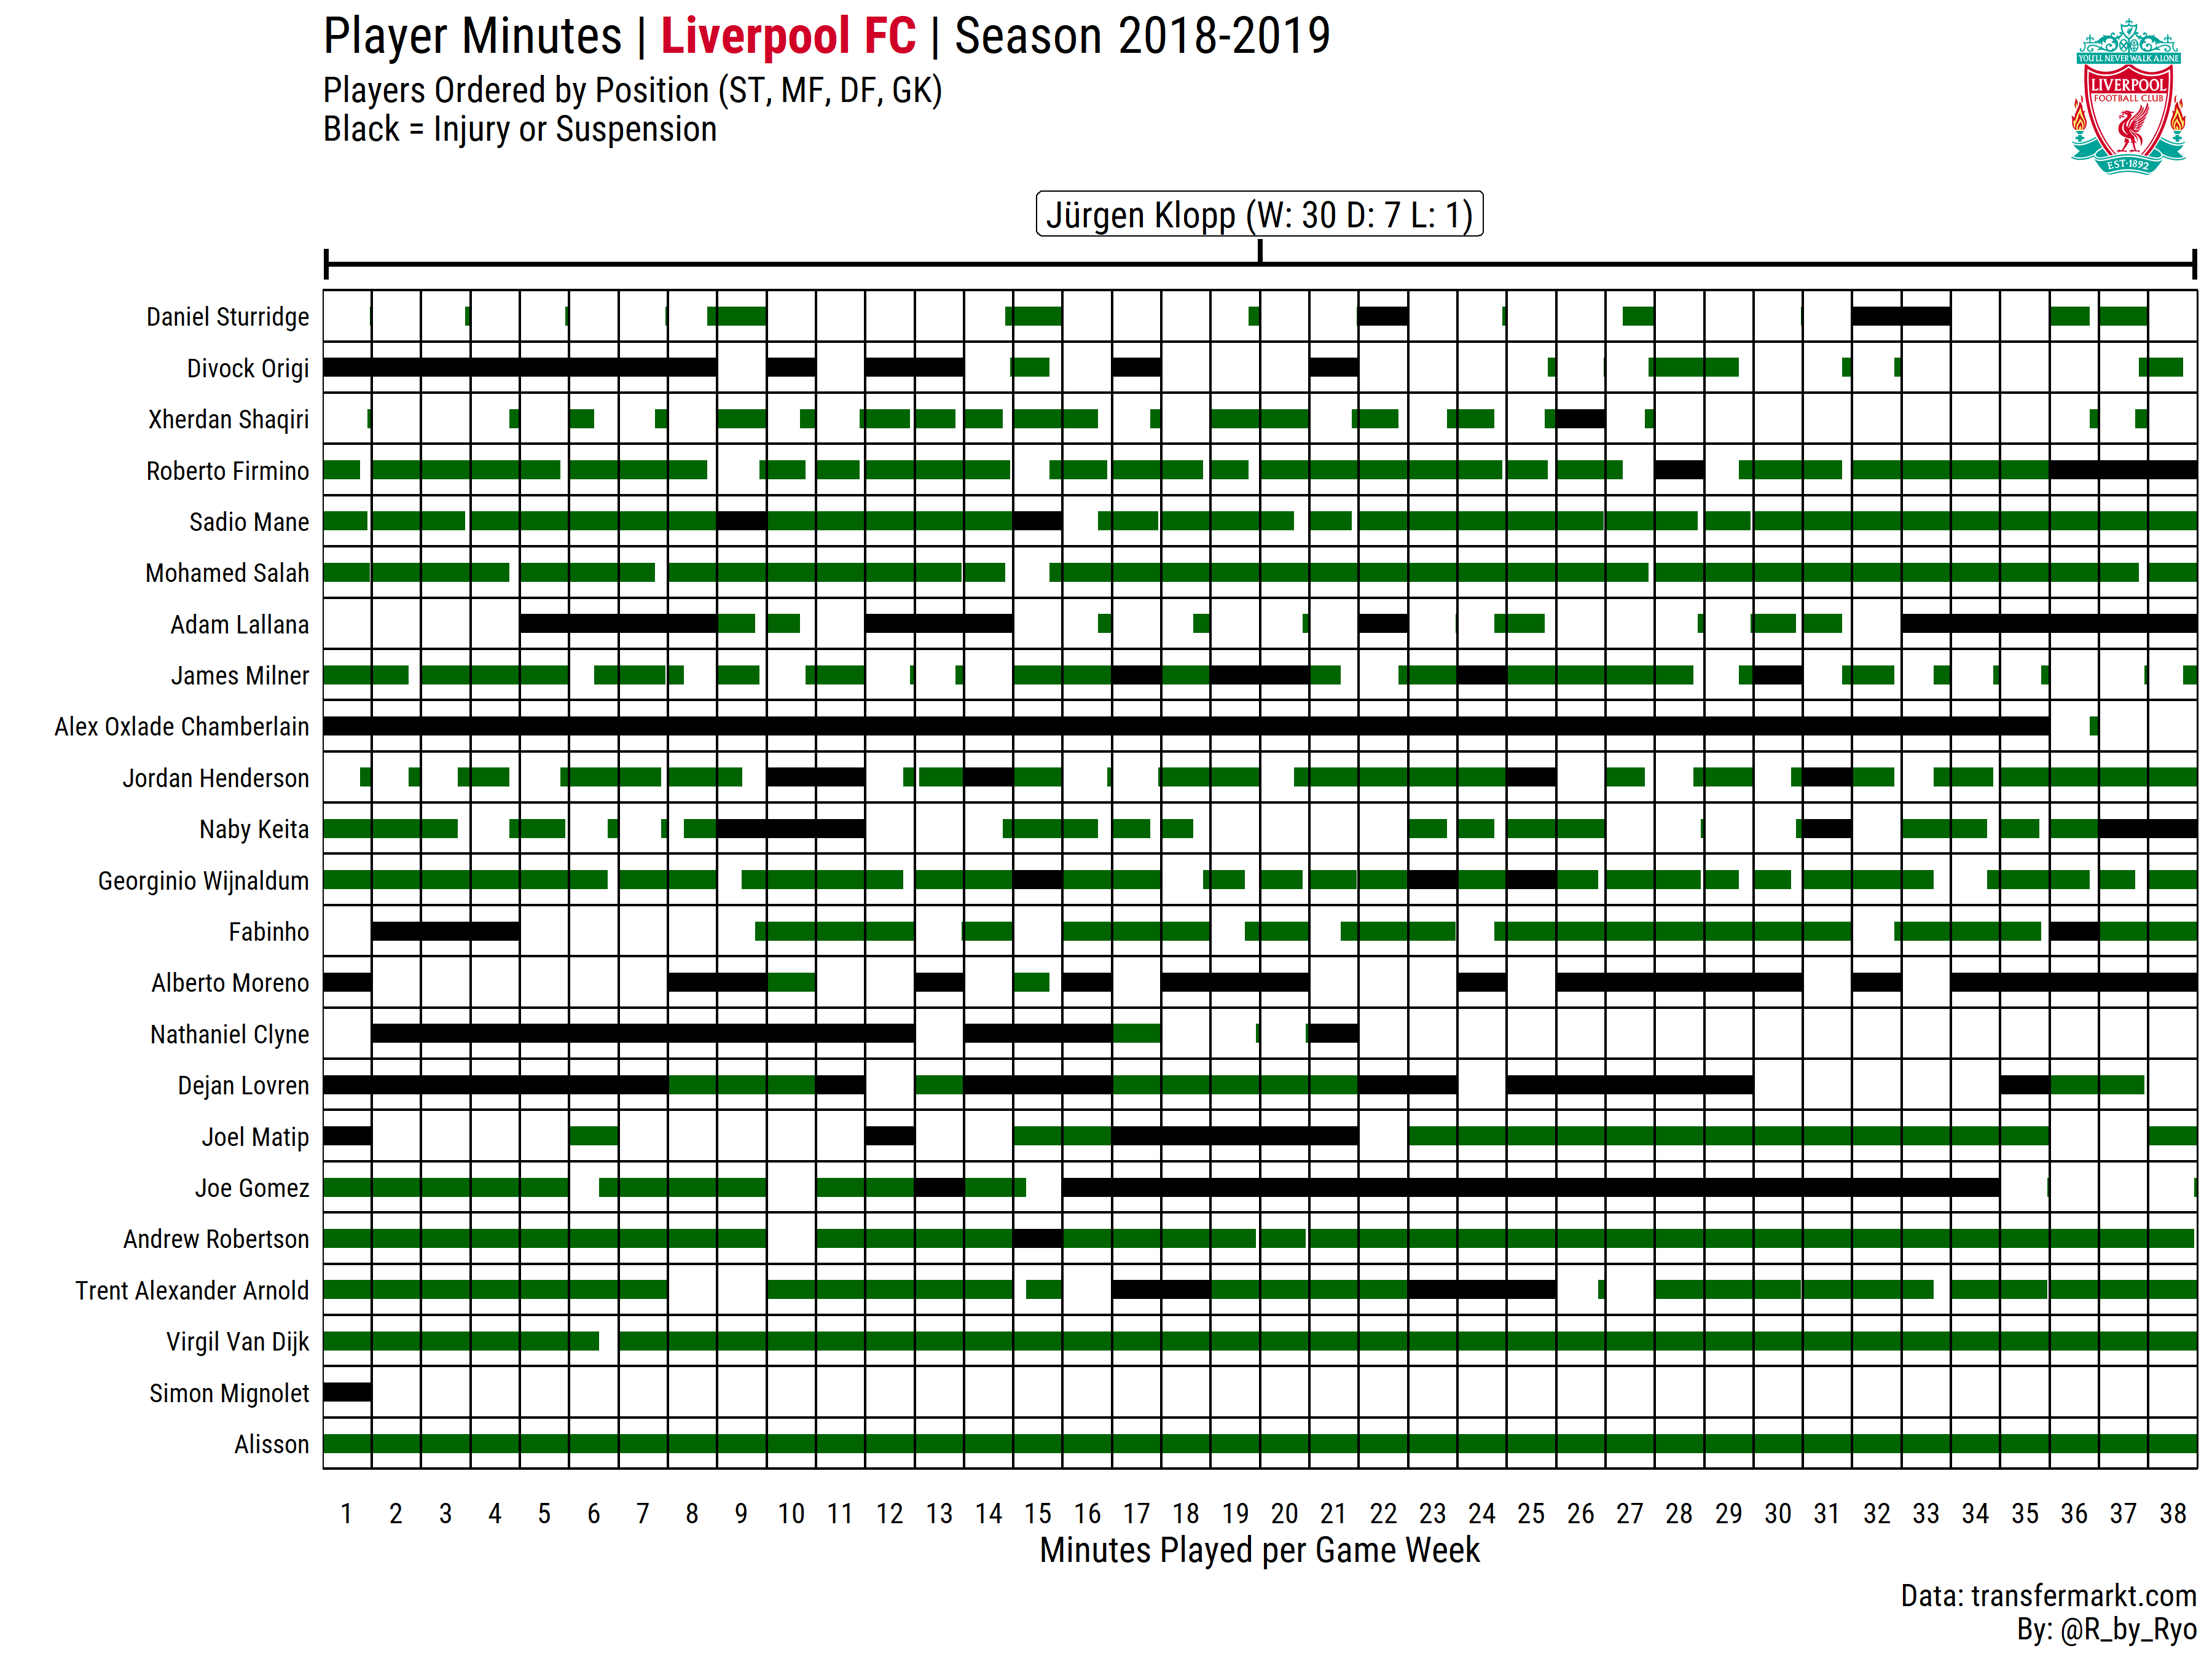 Player Minutes | Liverpool FC | Season 2018-2019
Players Ordered by Position (ST, MF, DF, GK)
Black = Injury or Suspension
YOU'LL NEVER WALK ALONE
LIVERPOOL
FOOTBALL CLUB
EST·1892
Jürgen Klopp (W: 30 D: 7 L: 1)
Daniel Sturridge
Divock Origi
Xherdan Shaqiri
Roberto Firmino
Sadio Mane
Mohamed Salah
Adam Lallana
James Milner
Alex Oxlade Chamberlain
Jordan Henderson
Naby Keita
Georginio Wijnaldum
Fabinho
Alberto Moreno
Nathaniel Clyne
Dejan Lovren
Joel Matip
Joe Gomez
Andrew Robertson
Trent Alexander Arnold
Virgil Van Dijk
Simon Mignolet
Alisson
1 2 3 4 5 6 7 8 9 10 11 12 13 14 15 16 17 18 19 20 21 22 23 24 25 26 27 28 29 30 31 32 33 34 35 36 37 38
Minutes Played per Game Week
Data: transfermarkt.com
By: @R_by_Ryo